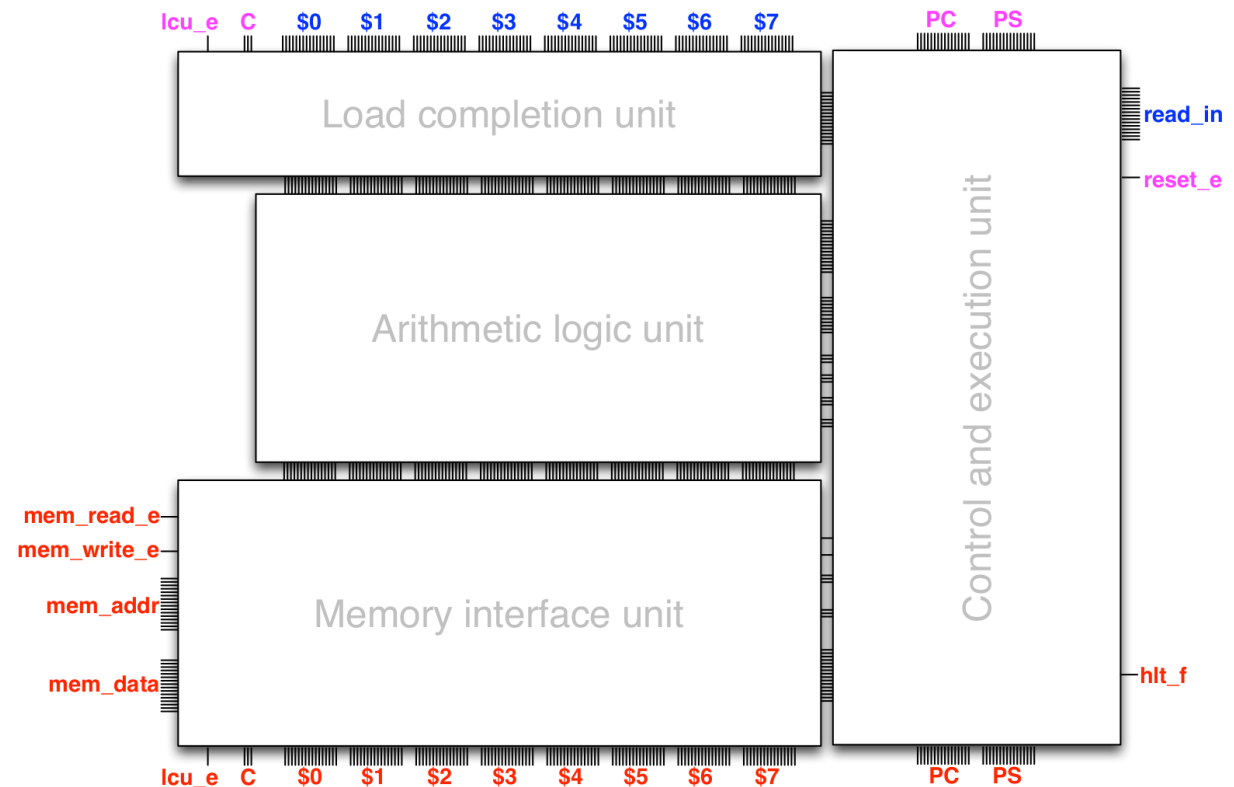 lcu_e C $0 $1 $2 $3 $4 $5 $6 $7 PC PS
Load completion unit
read_in
reset_e
Control and execution unit
Arithmetic logic unit
mem_read_e
mem_write_e
mem_addr
Memory interface unit
mem_data
hlt_f
lcu_e C $0 $1 $2 $3 $4 $5 $6 $7 PC PS